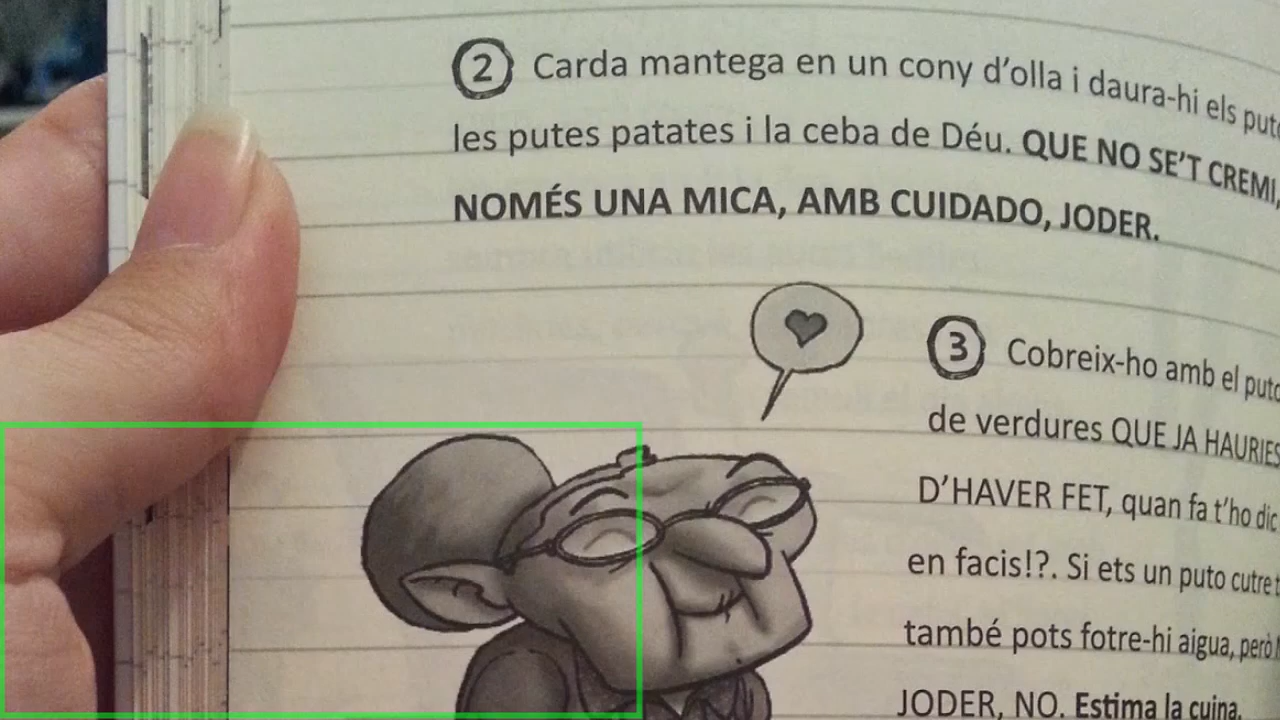 2 Carda mantega en un cony d'olla i daura-hi els
les putes patates i la ceba de Déu. QUE NO SE'T CREMI,
NOMÉS UNA MICA, AMB CUIDADO, JODER.
3 Cobreix-ho amb el
de verdures QUE JA HAURIES
D'HAVER FET, quan fa t'ho dic
en facis!?. Si ets un puto cutre
també pots fotre-hi aigua, però
JODER, NO. Estima la cuina.